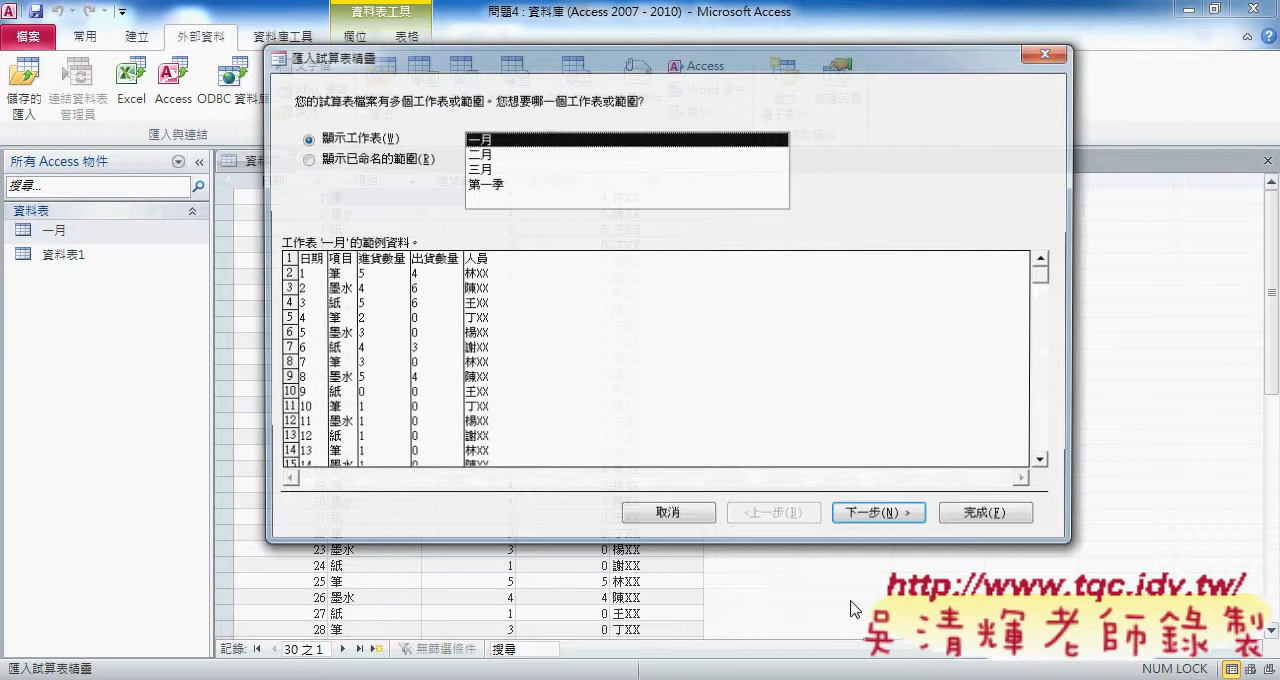 資料表工具
問題4 : 資料庫 (Access 2007 - 2010) - Microsoft Access
檔案 常用 建立 外部資料 資料庫工具 欄位 表格
儲存的匯入 連結資料表管理員 Excel Access ODBC 資料庫 Access
匯入與連結
匯入試算表精靈
您的試算表檔案有多個工作表或範圍。您想要哪一個工作表或範圍?
顯示工作表(W)
顯示已命名的範圍(R)
一月
二月
三月
第一季
工作表 '一月' 的範例資料。
1 日期 項目 進貨數量 出貨數量 人員
2 1 筆 5 4 林XX
3 2 墨水 4 6 陳XX
4 3 紙 5 6 王XX
5 4 筆 2 0 丁XX
6 5 墨水 3 0 楊XX
7 6 紙 4 3 謝XX
8 7 筆 3 0 林XX
9 8 墨水 5 4 陳XX
10 9 紙 0 0 王XX
11 10 筆 1 0 丁XX
12 11 墨水 1 0 楊XX
13 12 紙 1 0 謝XX
14 13 筆 1 0 林XX
15 14 墨水 1 0 陳XX
取消 <上一步(B) 下一步(N) > 完成(F)
所有 Access 物件
搜尋...
資料表
一月
資料表1
23 墨水 3 0 楊XX
24 紙 1 0 謝XX
25 筆 5 5 林XX
26 墨水 4 4 陳XX
27 紙 1 0 王XX
28 筆 3 0 丁XX
記錄: 30 之 1 無篩選條件 搜尋
http://www.tqc.idv.tw/
吳清輝老師錄製
匯入試算表精靈 NUM LOCK